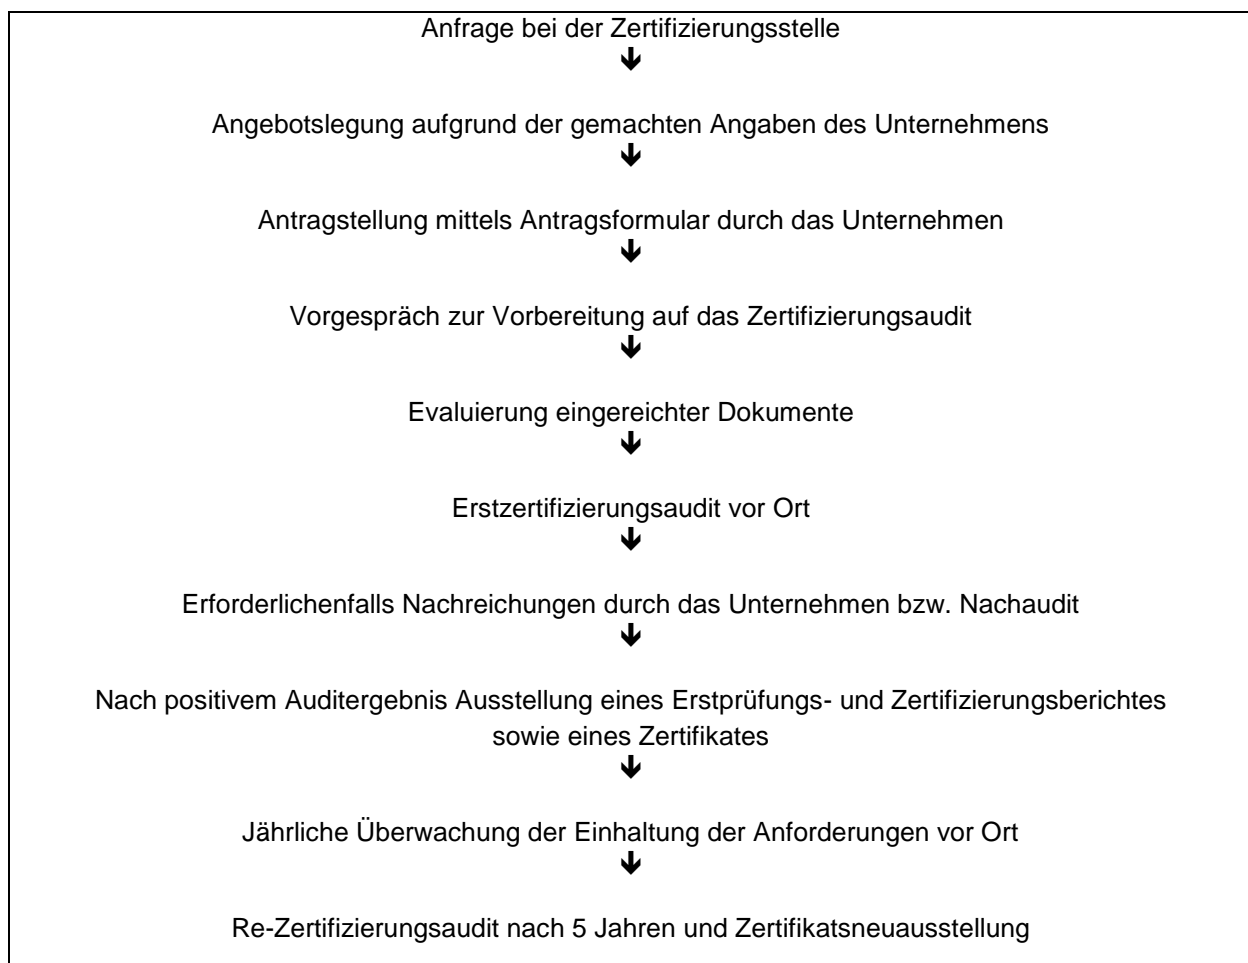 Anfrage bei der Zertifizierungsstelle
Angebotslegung aufgrund der gemachten Angaben des Unternehmens
Antragstellung mittels Antragsformular durch das Unternehmen
Vorgespräch zur Vorbereitung auf das Zertifizierungsaudit
Evaluierung eingereichter Dokumente
Erstzertifizierungsaudit vor Ort
Erforderlichenfalls Nachreichungen durch das Unternehmen bzw. Nachaudit
Nach positivem Auditergebnis Ausstellung eines Erstprüfungs- und Zertifizierungsberichtes
sowie eines Zertifikates
Jährliche Überwachung der Einhaltung der Anforderungen vor Ort
Re-Zertifizierungsaudit nach 5 Jahren und Zertifikatsneuausstellung